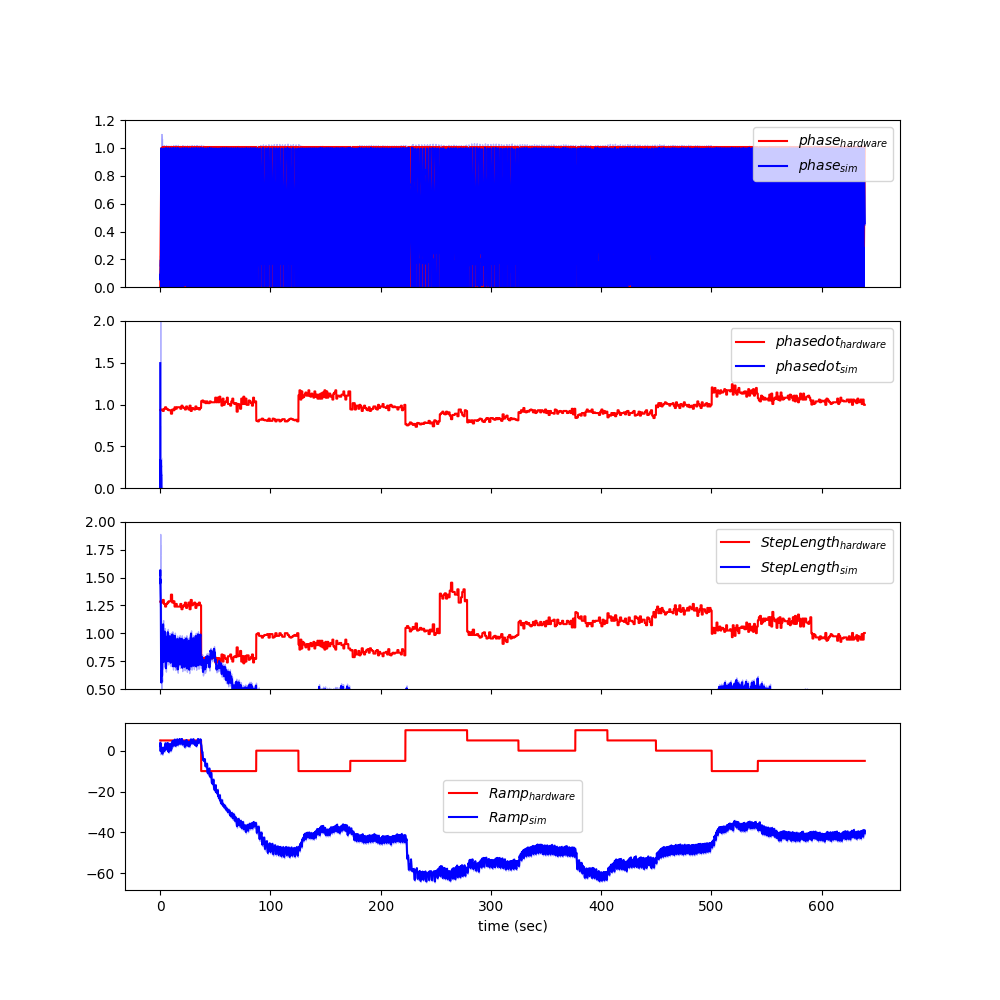 1.2
1.0
0.8
0.6
0.4
0.2
0.0
phase_hardware
phase_sim
2.0
1.5
1.0
0.5
0.0
phasedot_hardware
phasedot_sim
2.00
1.75
1.50
1.25
1.00
0.75
0.50
StepLength_hardware
StepLength_sim
0
−20
−40
−60
Ramp_hardware
Ramp_sim
0 100 200 300 400 500 600
time (sec)